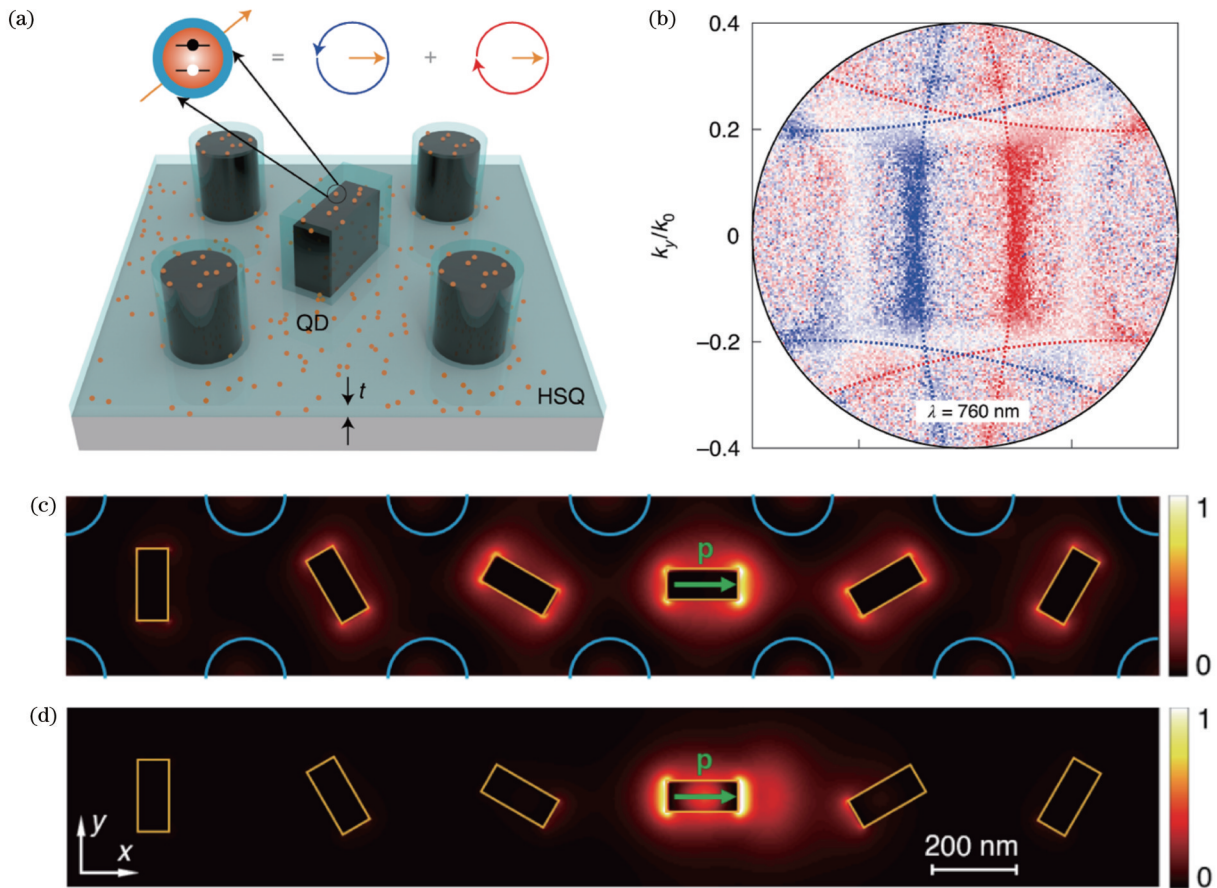 (a)
= +
QD
t
HSQ
(b)
0.4
0.2
0
−0.2
−0.4
k_y/k_0
λ = 760 nm
(c)
p
1
0
(d)
p
1
0
y
x
200 nm